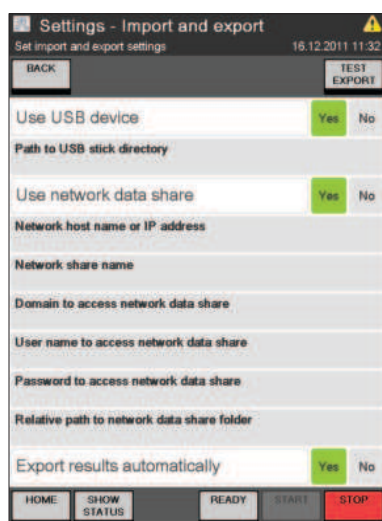 Settings - Import and export
Set import and export settings 16.12.2011 11:32
BACK TEST EXPORT
Use USB device Yes No
Path to USB stick directory
Use network data share Yes No
Network host name or IP address
Network share name
Domain to access network data share
User name to access network data share
Password to access network data share
Relative path to network data share folder
Export results automatically Yes No
HOME SHOW STATUS READY START STOP